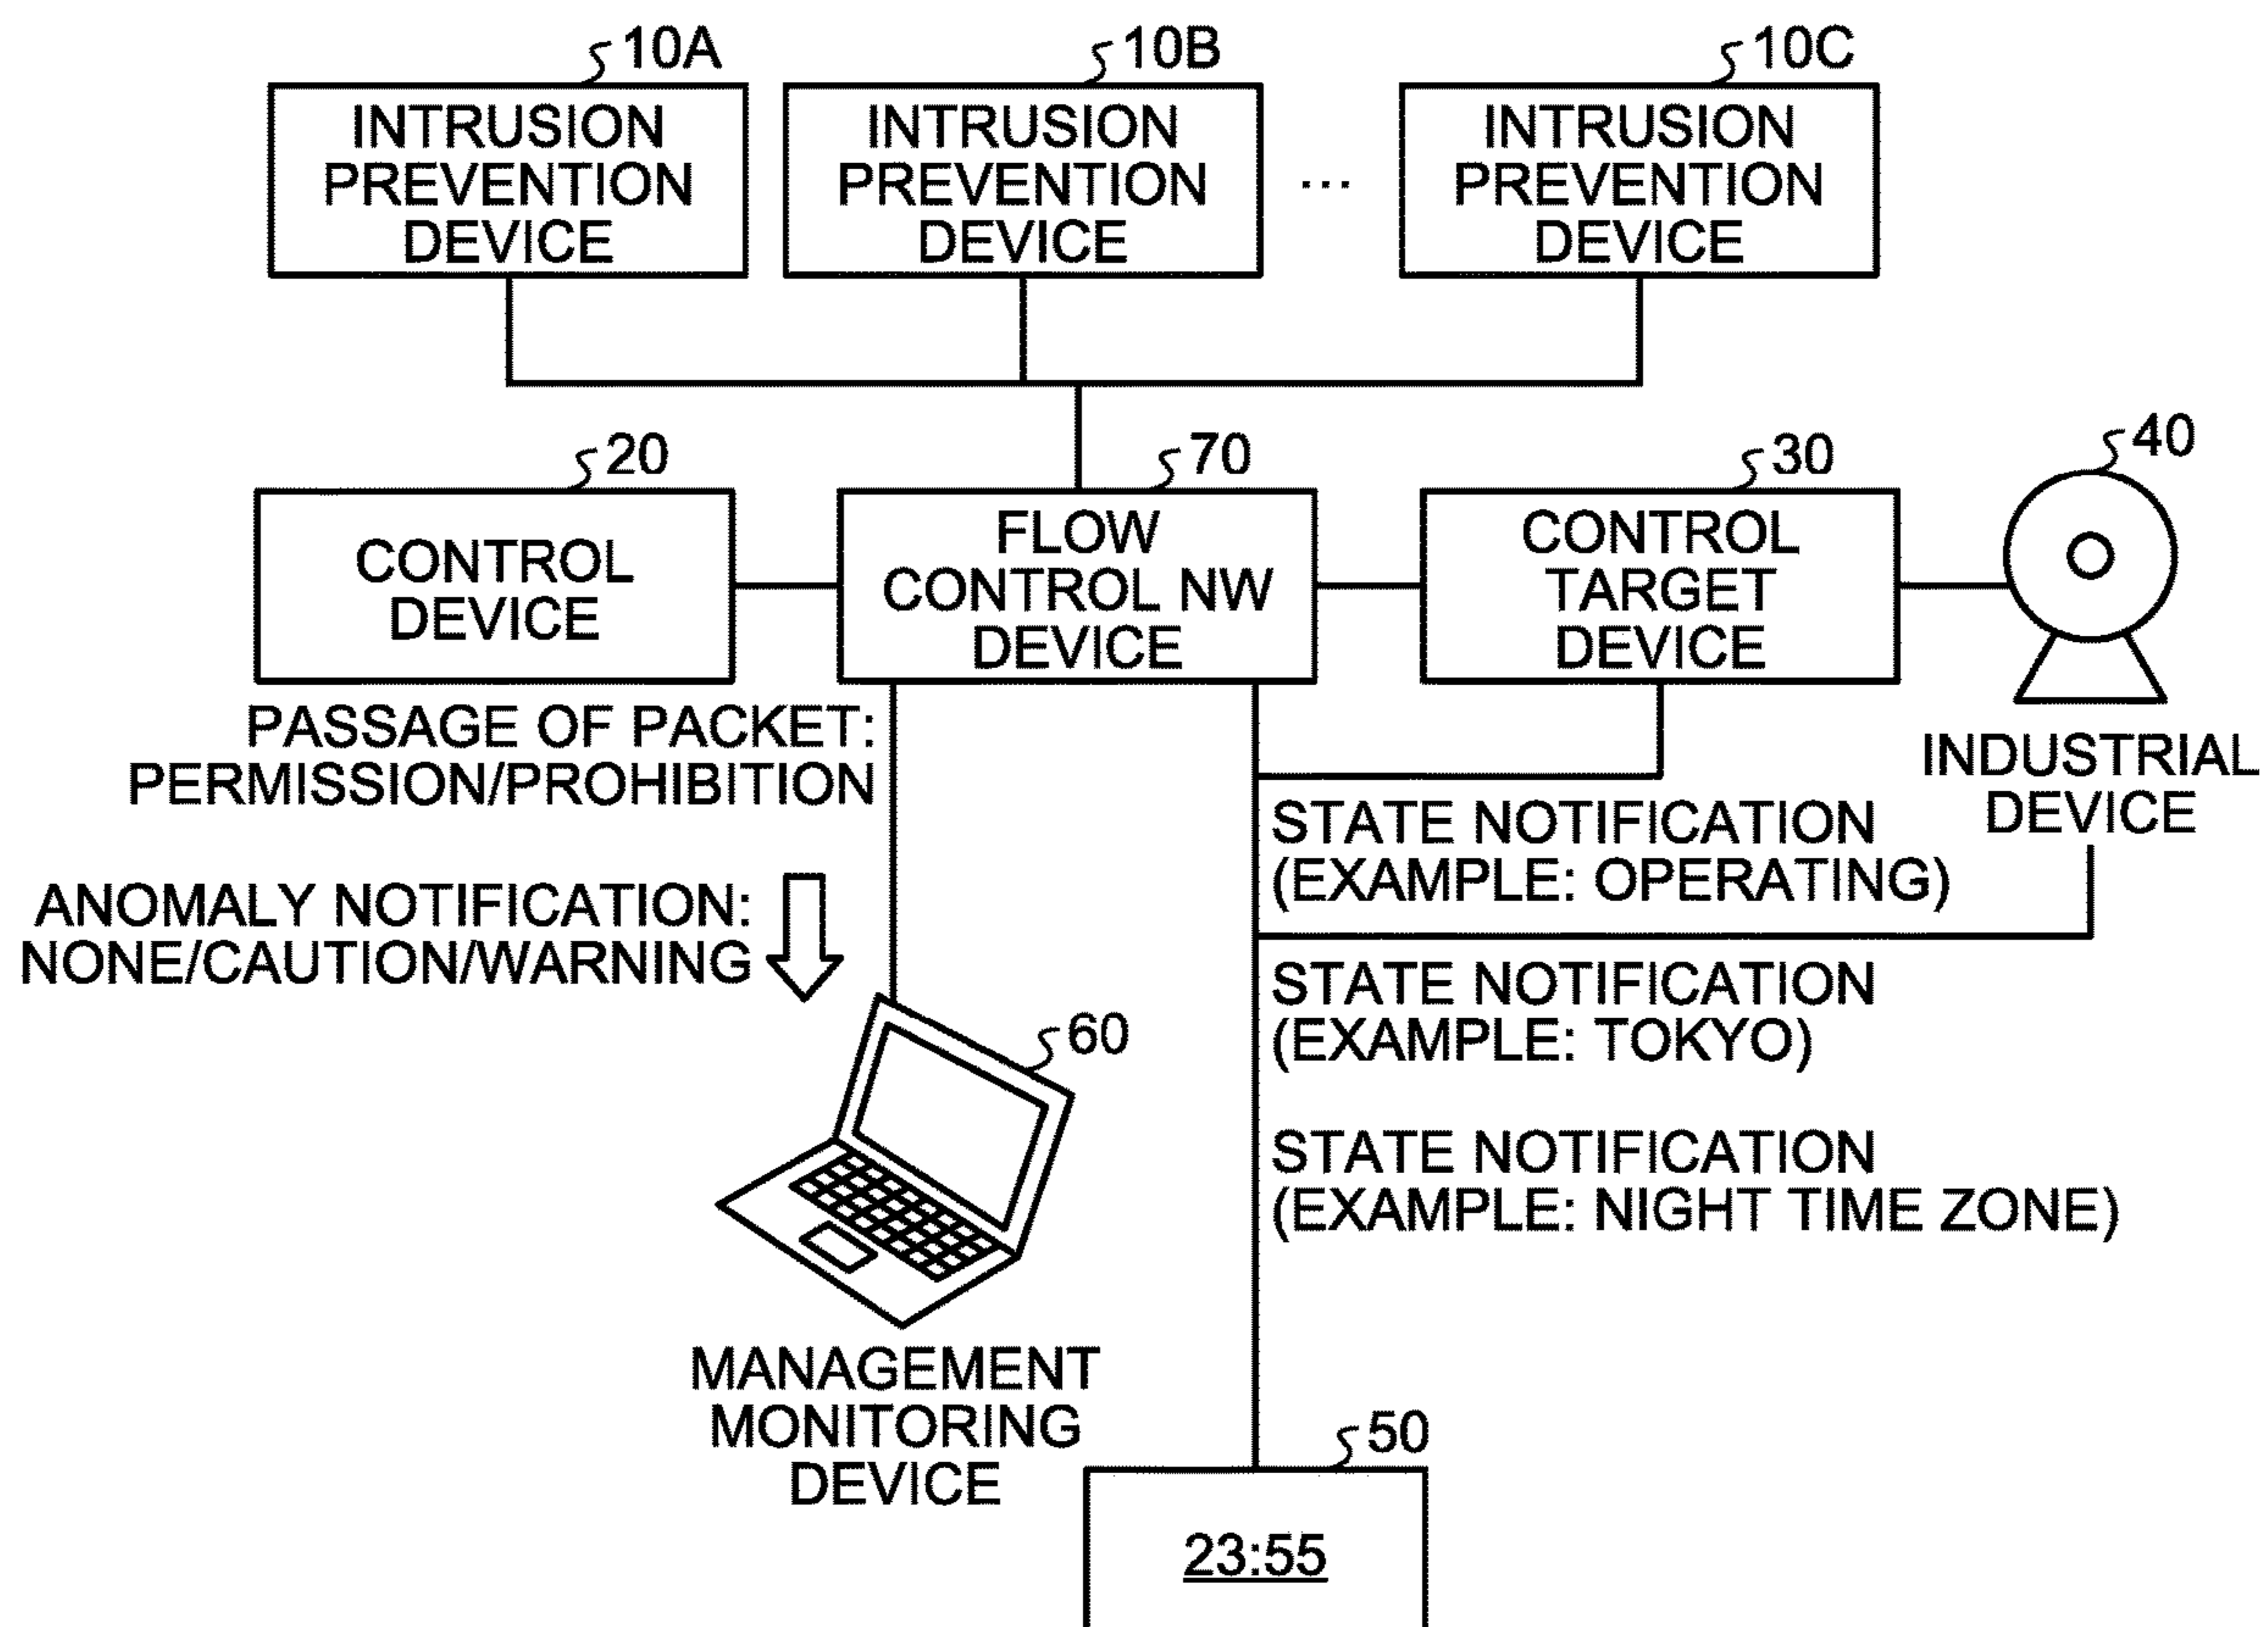 10A
INTRUSION
PREVENTION
DEVICE
10B
INTRUSION
PREVENTION
DEVICE
...
10C
INTRUSION
PREVENTION
DEVICE
20
CONTROL
DEVICE
70
FLOW
CONTROL NW
DEVICE
30
CONTROL
TARGET
DEVICE
40
INDUSTRIAL
DEVICE
PASSAGE OF PACKET:
PERMISSION/PROHIBITION
ANOMALY NOTIFICATION:
NONE/CAUTION/WARNING
STATE NOTIFICATION
(EXAMPLE: OPERATING)
STATE NOTIFICATION
(EXAMPLE: TOKYO)
STATE NOTIFICATION
(EXAMPLE: NIGHT TIME ZONE)
60
MANAGEMENT
MONITORING
DEVICE
50
23:55